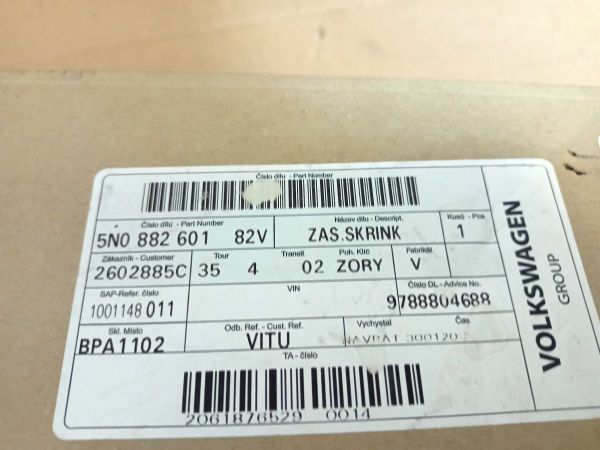 Číslo dílu - Part Number
Číslo dílu - Part Number Název dílu - Descript. Kusů - Pcs
5N0 882 601 82V ZAS.SKRINK 1
Zákazník - Customer Tour Transit Poh. Klíč Fabrikát
2602885C 35 4 02 ZORY V
SAP-Refer. číslo VIN Číslo DL - Advice No.
1001148 011 9788804688
Skl. Místo Odb. Ref. - Cust. Ref. Vychystal Čas
BPA1102 VITU
TA - číslo
2061876529 0014
VOLKSWAGEN
GROUP